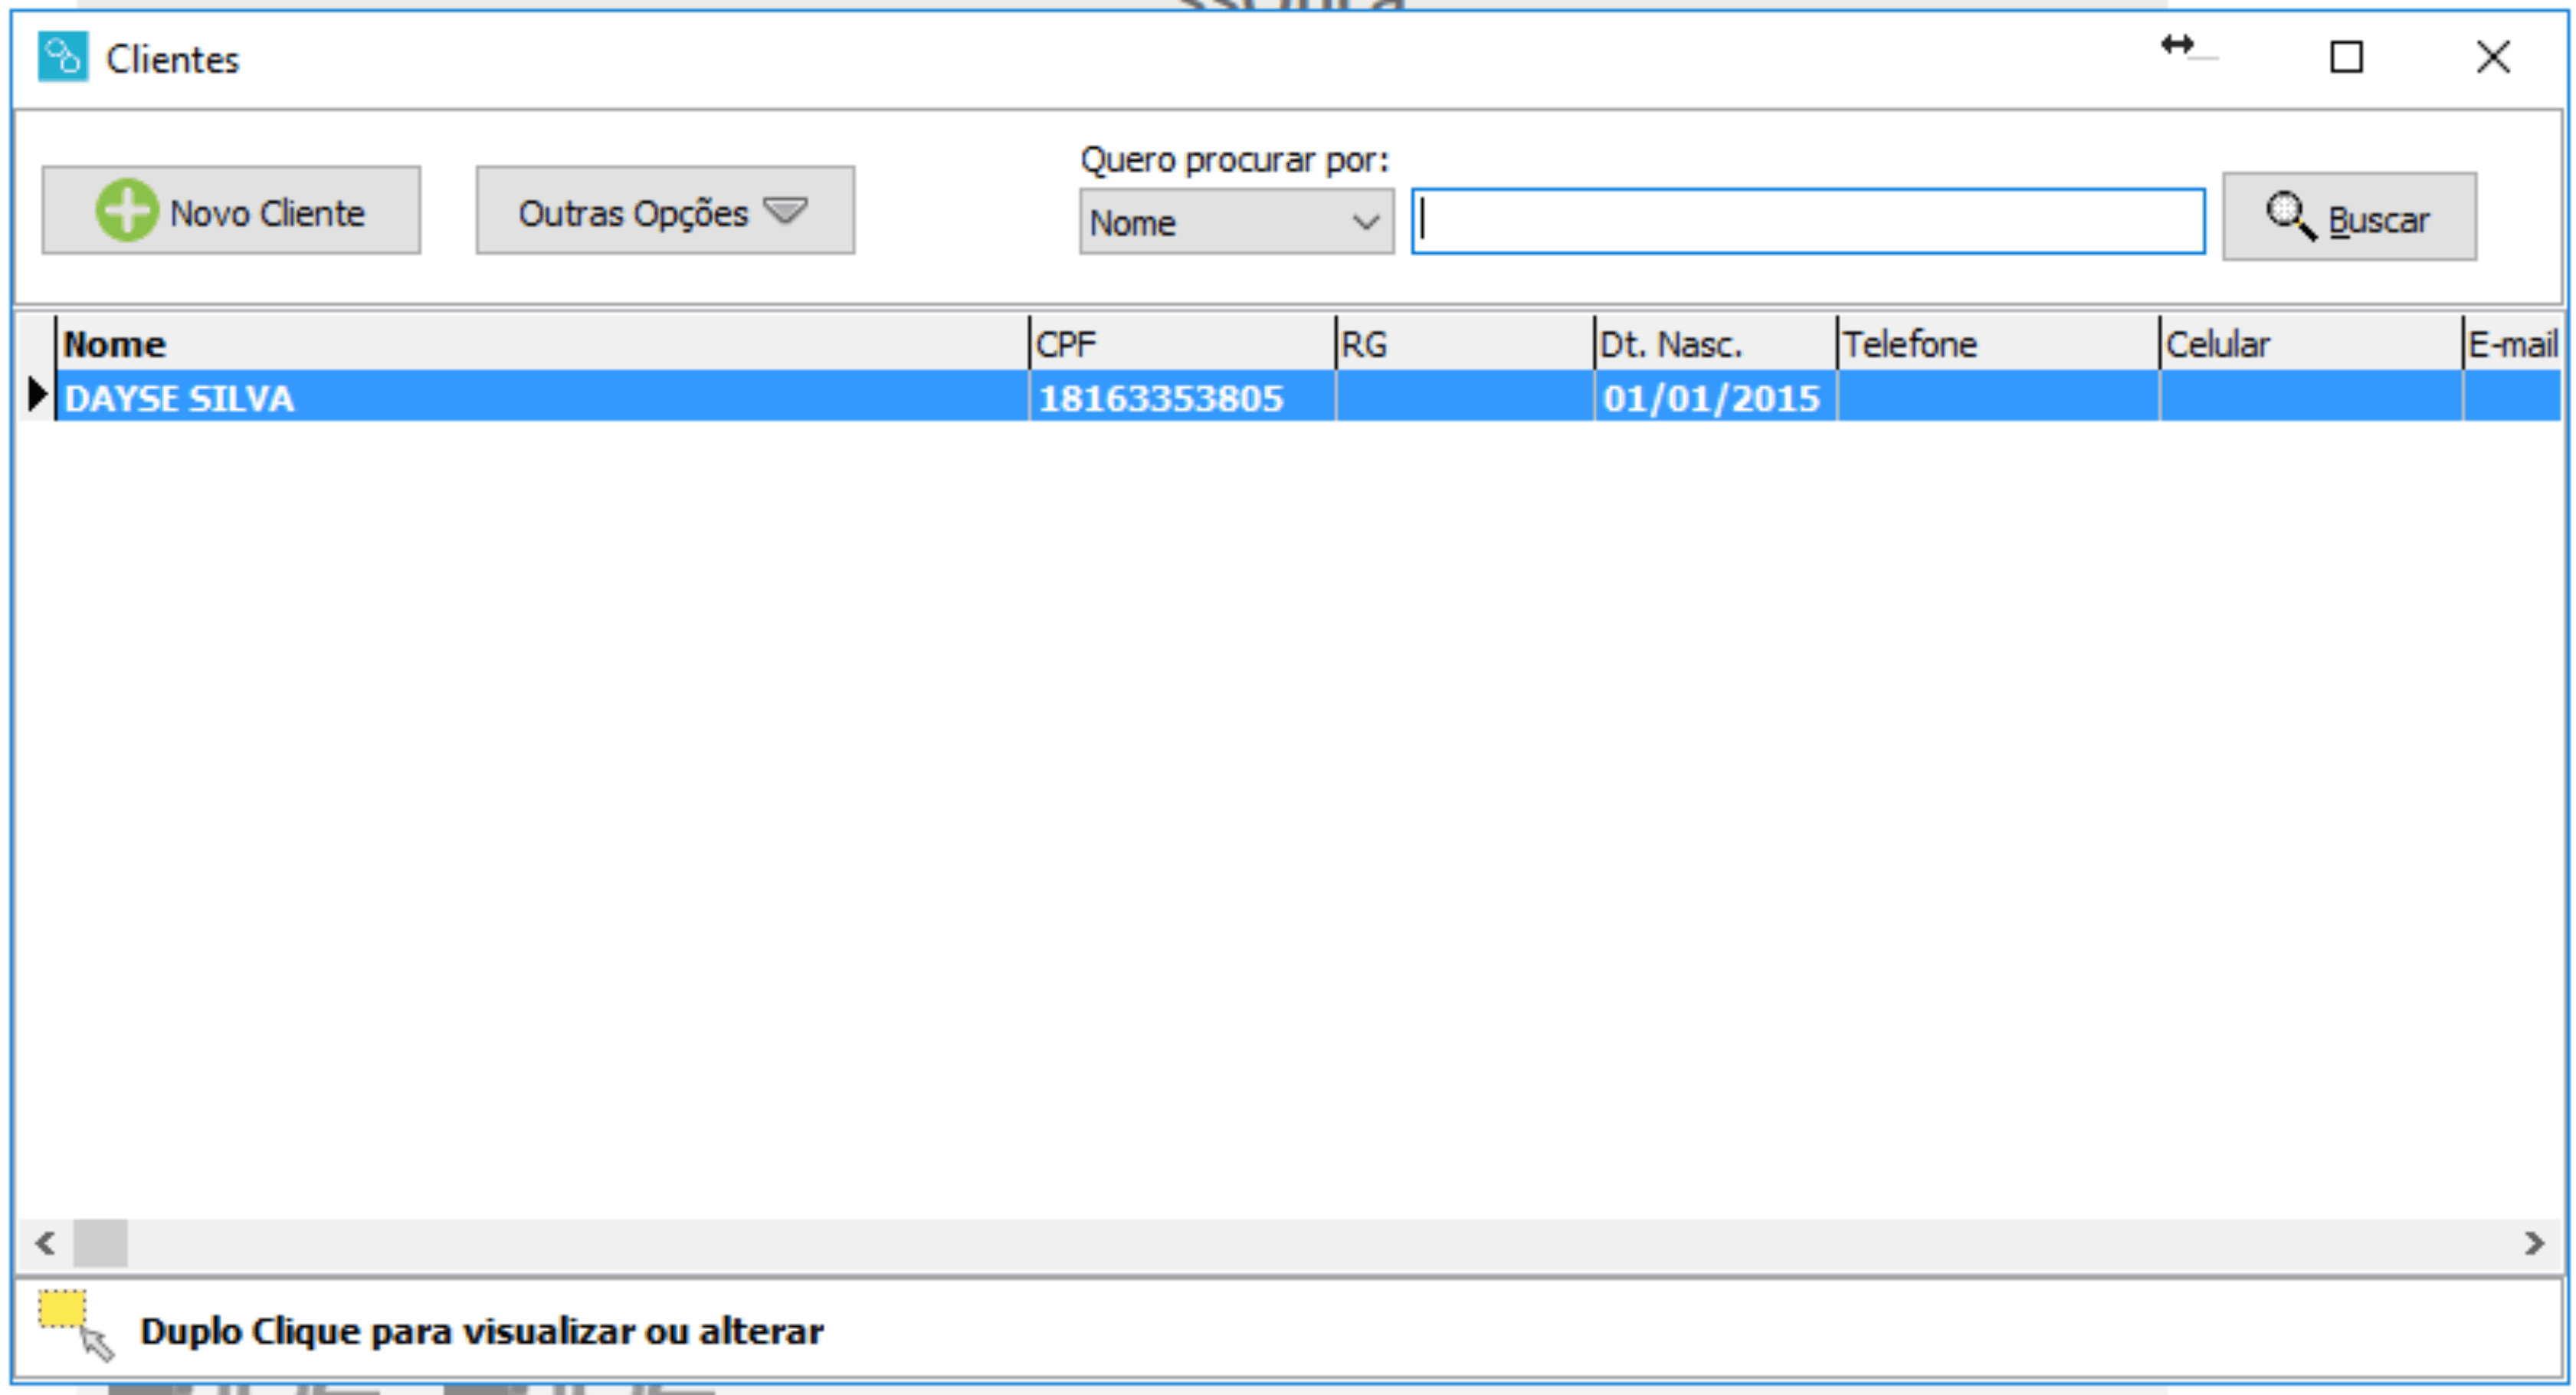 Clientes
Quero procurar por:
Novo Cliente Outras Opções Nome Buscar
Nome CPF RG Dt. Nasc. Telefone Celular E-mail
DAYSE SILVA 18163353805 01/01/2015
Duplo Clique para visualizar ou alterar